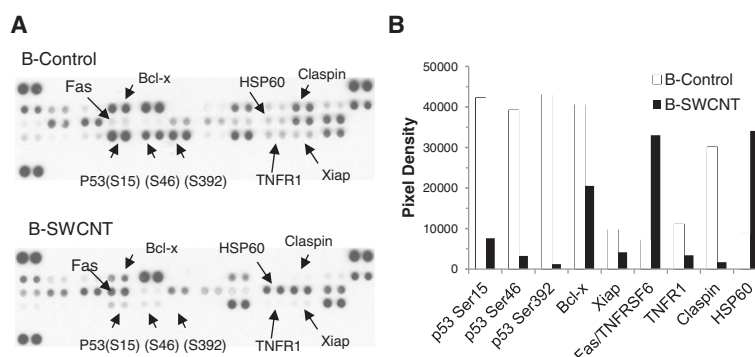 A
B-Control
Fas
Bcl-x
HSP60
Claspin
P53(S15) (S46) (S392)
TNFR1
Xiap
B-SWCNT
Fas
Bcl-x
HSP60
Claspin
P53(S15) (S46) (S392)
TNFR1
Xiap
B
Pixel Density
50000
40000
30000
20000
10000
0
B-Control
B-SWCNT
p53 Ser15
p53 Ser46
p53 Ser392
Bcl-x
Xiap
Fas/TNFRSF6
TNFR1
Claspin
HSP60